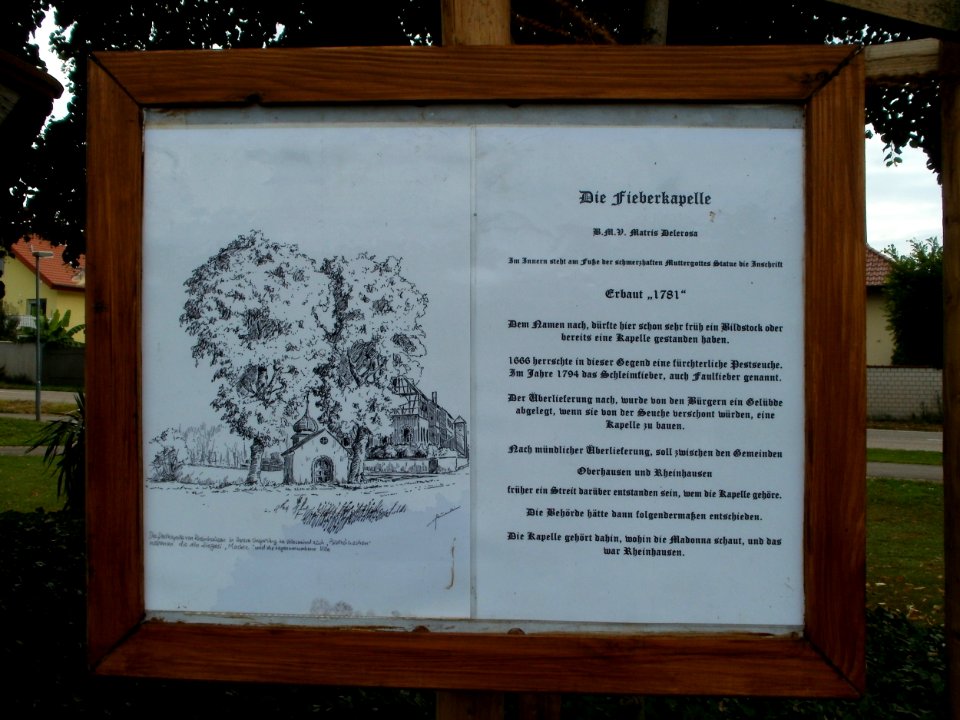 Die Fieberkapelle
B.M.V. Matris Delerosa
Im Innern steht am Fuße der schmerzhaften Muttergottes Statue die Inschrift
Erbaut „1781“
Dem Namen nach, dürfte hier schon sehr früh ein Bildstock oder
bereits eine Kapelle gestanden haben.
1666 herrschte in dieser Gegend eine fürchterliche Pestseuche.
Im Jahre 1794 das Schleimfieber, auch Faulfieber genannt.
Der Überlieferung nach, wurde von den Bürgern ein Gelübde
abgelegt, wenn sie von der Seuche verschont würden, eine
Kapelle zu bauen.
Nach mündlicher Überlieferung, soll zwischen den Gemeinden
Oberhausen und Rheinhausen
früher ein Streit darüber entstanden sein, wem die Kapelle gehöre.
Die Behörde hätte dann folgendermaßen entschieden.
Die Kapelle gehört dahin, wohin die Madonna schaut, und das
war Rheinhausen.